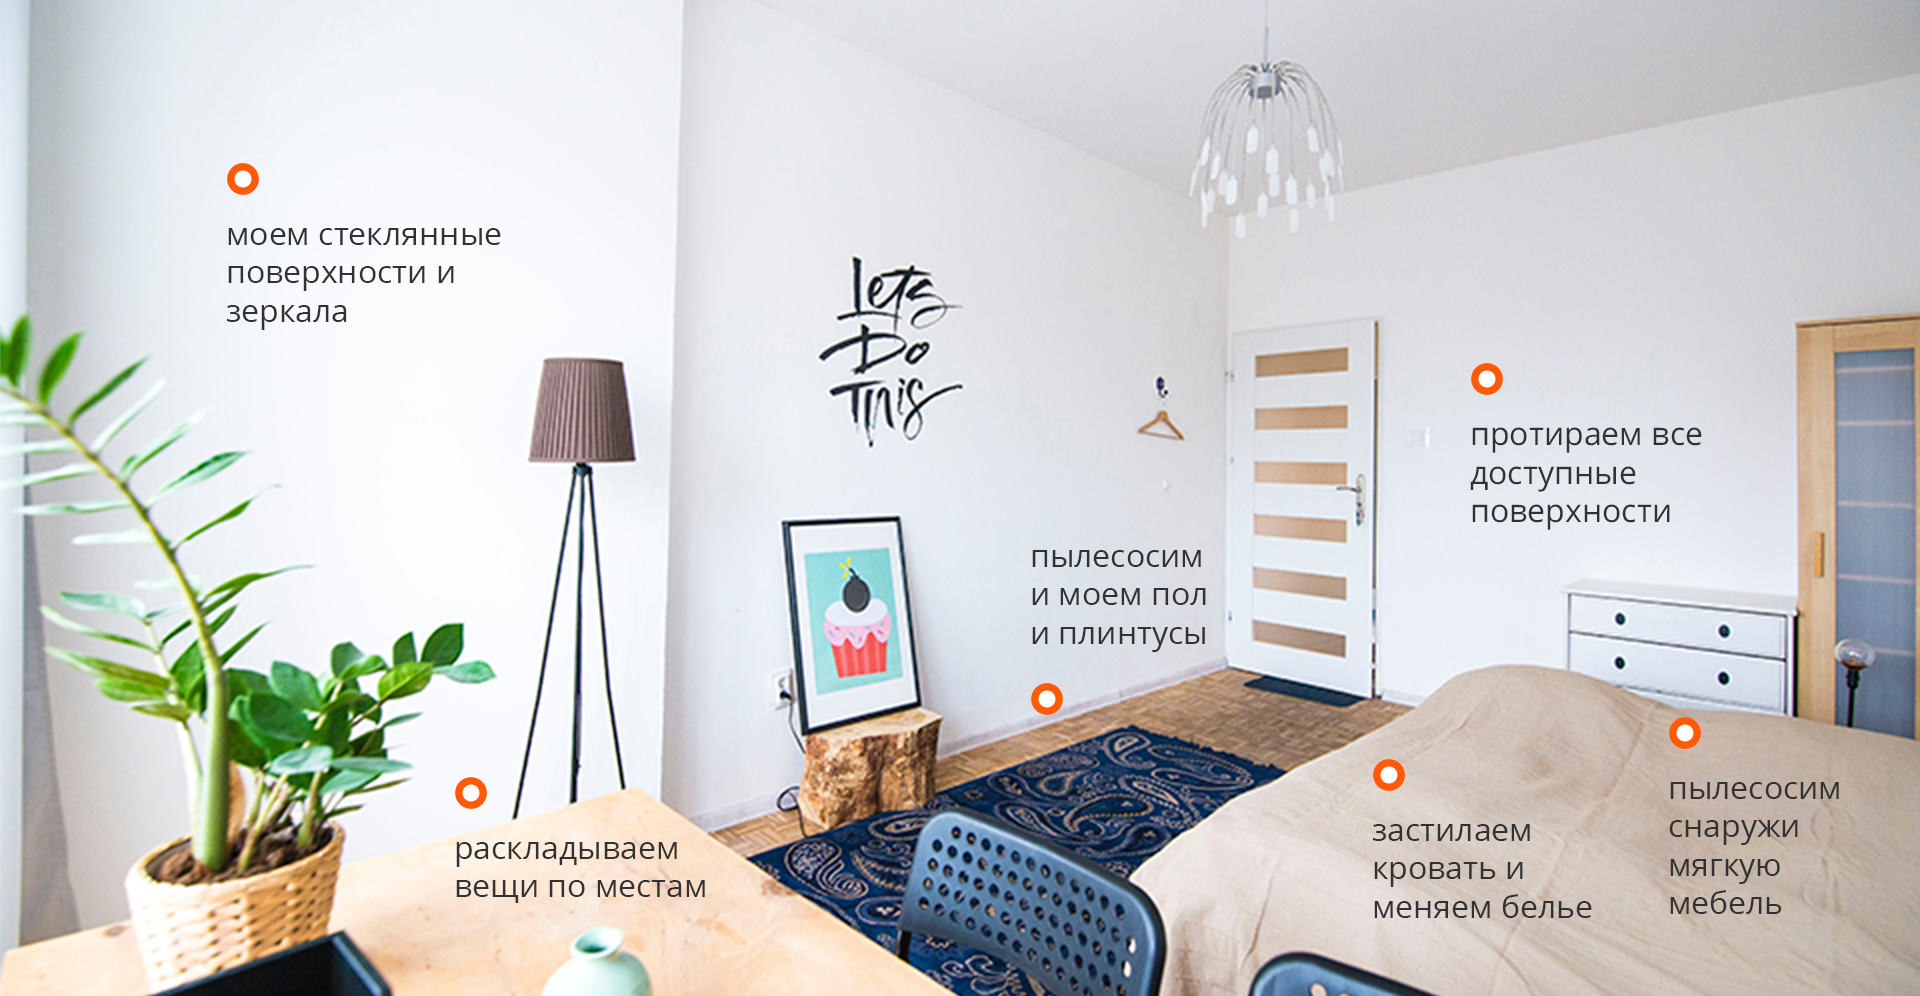 моем стеклянные
поверхности и
зеркала
Lets
Do
This
протираем все
доступные
поверхности
пылесосим
и моем пол
и плинтусы
раскладываем
вещи по местам
застилаем
кровать и
меняем белье
пылесосим
снаружи
мягкую
мебель